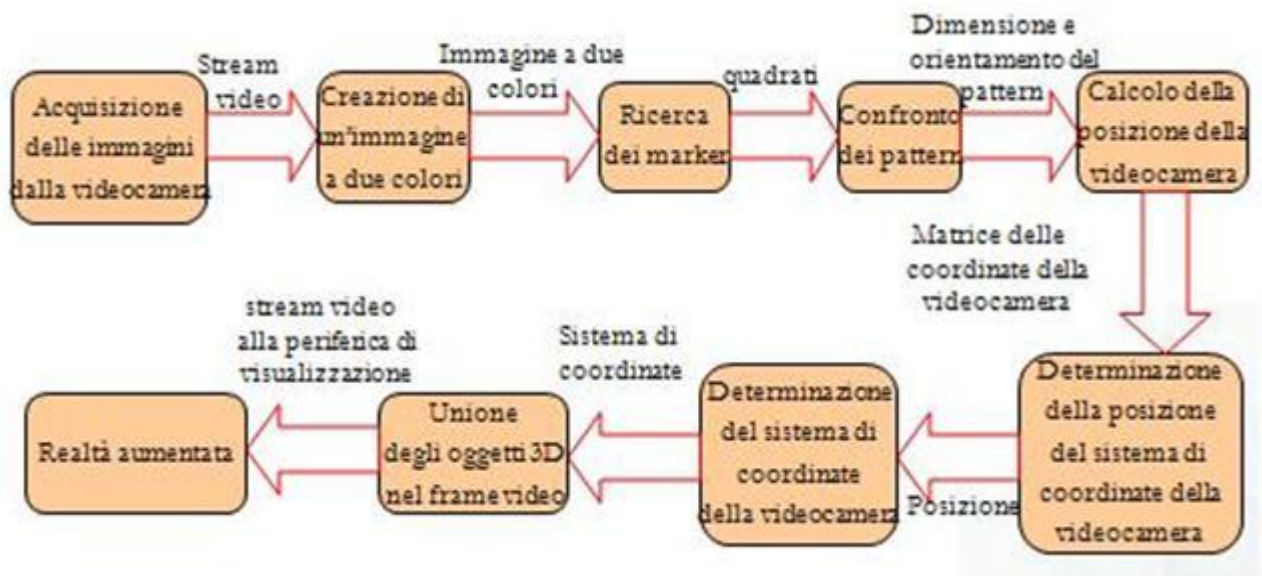 Acquisizione
delle immagini
dalla videocamera
Stream
video
Creazione di
un'immagine
a due colori
Immagine a due
colori
Ricerca
dei marker
quadrati
Confronto
dei pattern
Dimensione e
orientamento del
pattern
Calcolo della
posizione della
videocamera
Matrice delle
coordinate della
videocamera
Determinazione
della posizione
del sistema di
coordinate della
videocamera
Posizione
Determinazione
del sistema di
coordinate
della videocamera
Sistema di
coordinate
Unione
degli oggetti 3D
nel frame video
stream video
alla periferica di
visualizzazione
Realtà aumentata